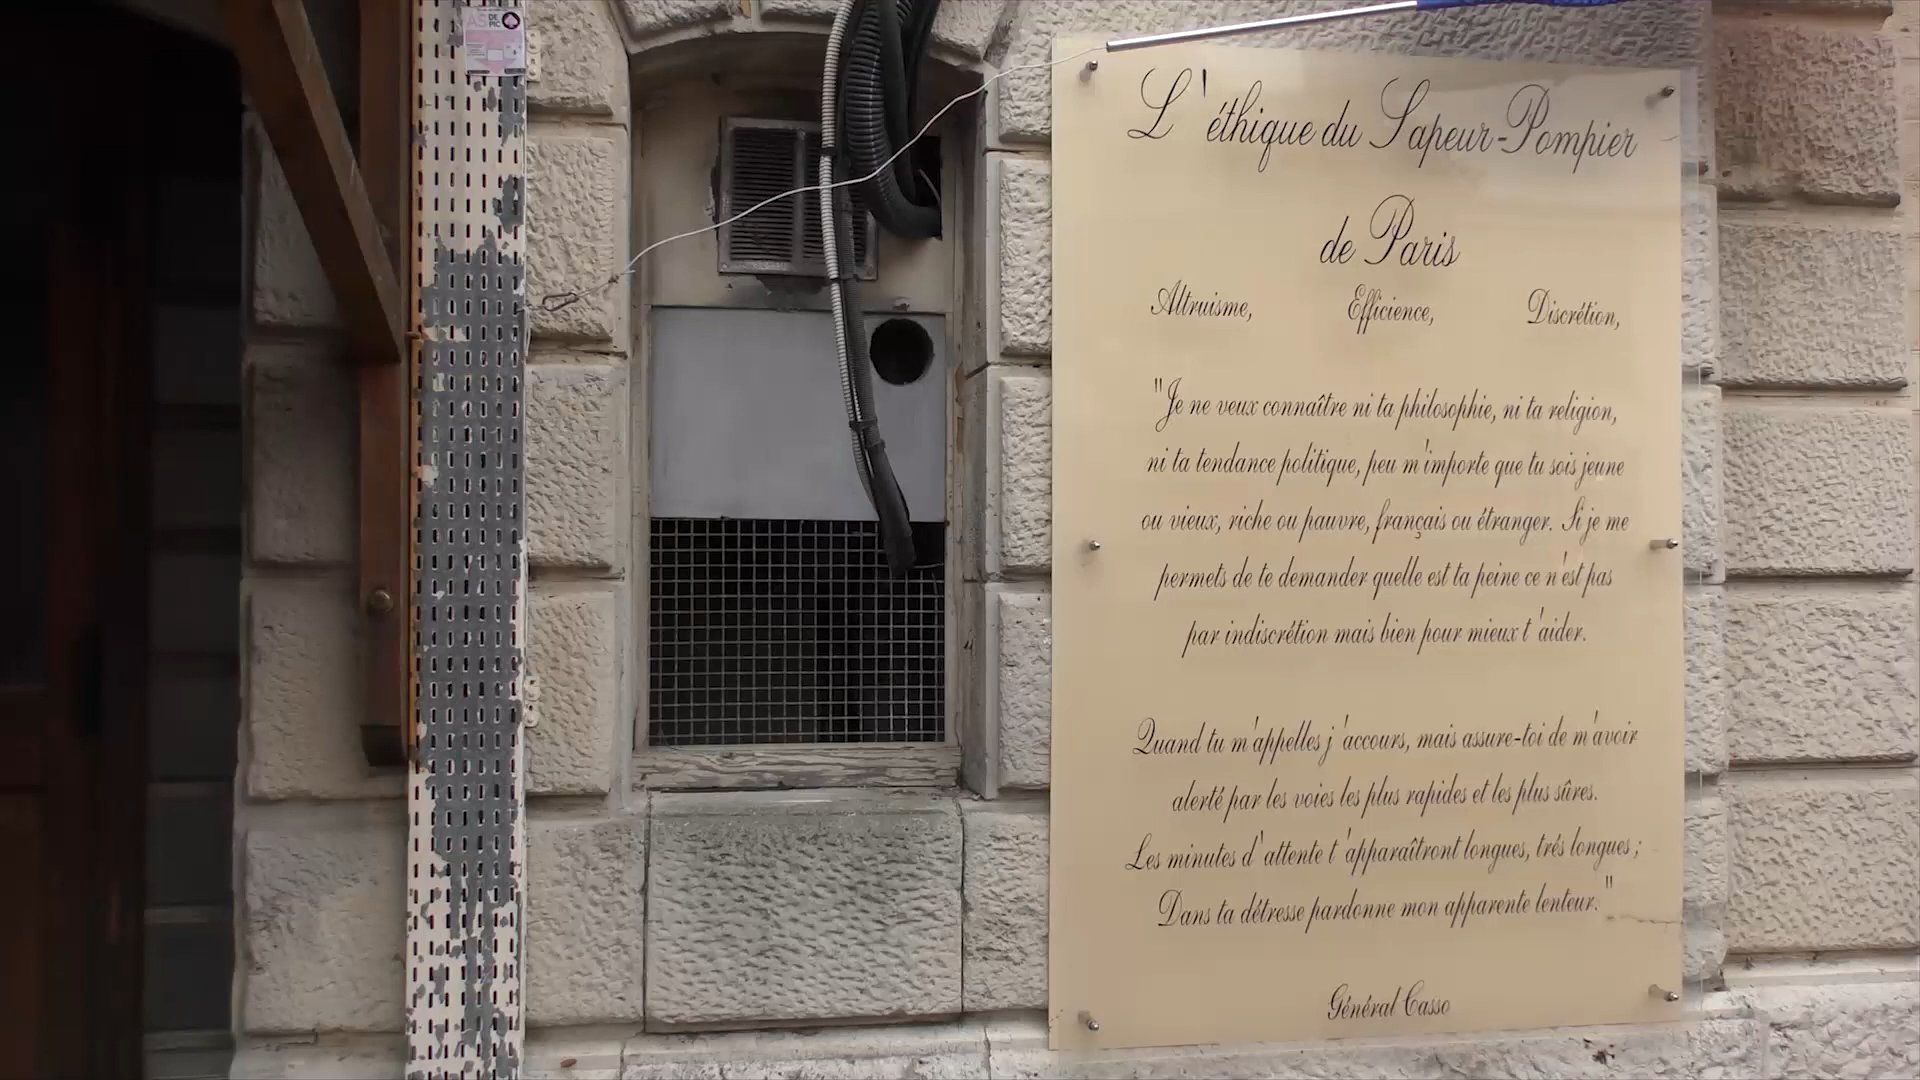 AS DE PIC
L'éthique du Sapeur-Pompier
de Paris
Altruisme, Efficience, Discrétion,
"Je ne veux connaître ni ta philosophie, ni ta religion,
ni ta tendance politique, peu m'importe que tu sois jeune
ou vieux, riche ou pauvre, français ou étranger. Si je me
permets de te demander quelle est ta peine ce n'est pas
par indiscrétion mais bien pour mieux t'aider.
Quand tu m'appelles j'accours, mais assure-toi de m'avoir
alerté par les voies les plus rapides et les plus sûres.
Les minutes d'attente t'apparaîtront longues, trés longues ;
Dans ta détresse pardonne mon apparente lenteur."
Général Casso